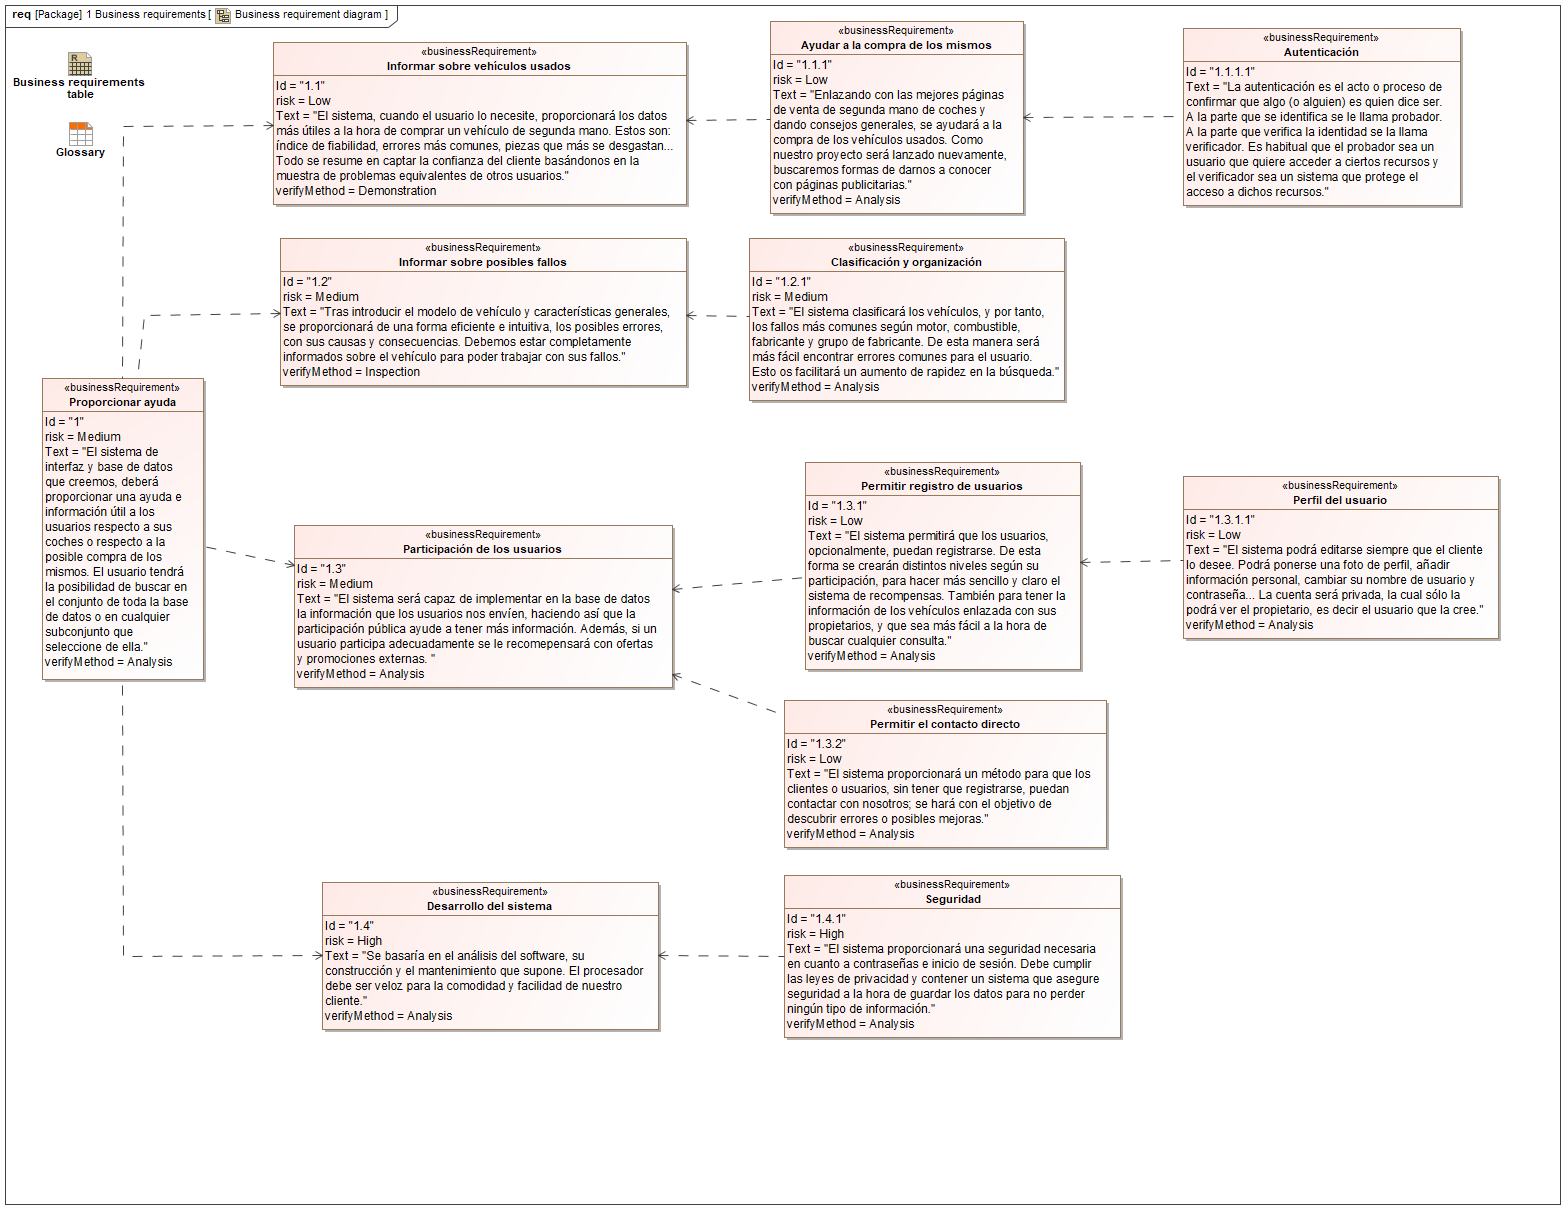 req [Package] 1 Business requirements [ Business requirement diagram ]
Business requirements
table
Glossary
«businessRequirement»
Informar sobre vehículos usados
Id = "1.1"
risk = Low
Text = "El sistema, cuando el usuario lo necesite, proporcionará los datos
más útiles a la hora de comprar un vehículo de segunda mano. Estos son:
índice de fiabilidad, errores más comunes, piezas que más se desgastan...
Todo se resume en captar la confianza del cliente basándonos en la
muestra de problemas equivalentes de otros usuarios."
verifyMethod = Demonstration
«businessRequirement»
Ayudar a la compra de los mismos
Id = "1.1.1"
risk = Low
Text = "Enlazando con las mejores páginas
de venta de segunda mano de coches y
dando consejos generales, se ayudará a la
compra de los vehículos usados. Como
nuestro proyecto será lanzado nuevamente,
buscaremos formas de darnos a conocer
con páginas publicitarias."
verifyMethod = Analysis
«businessRequirement»
Autenticación
Id = "1.1.1.1"
Text = "La autenticación es el acto o proceso de
confirmar que algo (o alguien) es quien dice ser.
A la parte que se identifica se le llama probador.
A la parte que verifica la identidad se la llama
verificador. Es habitual que el probador sea un
usuario que quiere acceder a ciertos recursos y
el verificador sea un sistema que protege el
acceso a dichos recursos."
«businessRequirement»
Informar sobre posibles fallos
Id = "1.2"
risk = Medium
Text = "Tras introducir el modelo de vehículo y características generales,
se proporcionará de una forma eficiente e intuitiva, los posibles errores,
con sus causas y consecuencias. Debemos estar completamente
informados sobre el vehículo para poder trabajar con sus fallos."
verifyMethod = Inspection
«businessRequirement»
Clasificación y organización
Id = "1.2.1"
risk = Medium
Text = "El sistema clasificará los vehículos, y por tanto,
los fallos más comunes según motor, combustible,
fabricante y grupo de fabricante. De esta manera será
más fácil encontrar errores comunes para el usuario.
Esto os facilitará un aumento de rapidez en la búsqueda."
verifyMethod = Analysis
«businessRequirement»
Proporcionar ayuda
Id = "1"
risk = Medium
Text = "El sistema de
interfaz y base de datos
que creemos, deberá
proporcionar una ayuda e
información útil a los
usuarios respecto a sus
coches o respecto a la
posible compra de los
mismos. El usuario tendrá
la posibilidad de buscar en
el conjunto de toda la base
de datos o en cualquier
subconjunto que
seleccione de ella."
verifyMethod = Analysis
«businessRequirement»
Participación de los usuarios
Id = "1.3"
risk = Medium
Text = "El sistema será capaz de implementar en la base de datos
la información que los usuarios nos envíen, haciendo así que la
participación pública ayude a tener más información. Además, si un
usuario participa adecuadamente se le recomepensará con ofertas
y promociones externas. "
verifyMethod = Analysis
«businessRequirement»
Permitir registro de usuarios
Id = "1.3.1"
risk = Low
Text = "El sistema permitirá que los usuarios,
opcionalmente, puedan registrarse. De esta
forma se crearán distintos niveles según su
participación, para hacer más sencillo y claro el
sistema de recompensas. También para tener la
información de los vehículos enlazada con sus
propietarios, y que sea más fácil a la hora de
buscar cualquier consulta."
verifyMethod = Analysis
«businessRequirement»
Perfil del usuario
Id = "1.3.1.1"
risk = Low
Text = "El sistema podrá editarse siempre que el cliente
lo desee. Podrá ponerse una foto de perfil, añadir
información personal, cambiar su nombre de usuario y
contraseña... La cuenta será privada, la cual sólo la
podrá ver el propietario, es decir el usuario que la cree."
verifyMethod = Analysis
«businessRequirement»
Permitir el contacto directo
Id = "1.3.2"
risk = Low
Text = "El sistema proporcionará un método para que los
clientes o usuarios, sin tener que registrarse, puedan
contactar con nosotros; se hará con el objetivo de
descubrir errores o posibles mejoras."
verifyMethod = Analysis
«businessRequirement»
Desarrollo del sistema
Id = "1.4"
risk = High
Text = "Se basaría en el análisis del software, su
construcción y el mantenimiento que supone. El procesador
debe ser veloz para la comodidad y facilidad de nuestro
cliente."
verifyMethod = Analysis
«businessRequirement»
Seguridad
Id = "1.4.1"
risk = High
Text = "El sistema proporcionará una seguridad necesaria
en cuanto a contraseñas e inicio de sesión. Debe cumplir
las leyes de privacidad y contener un sistema que asegure
seguridad a la hora de guardar los datos para no perder
ningún tipo de información."
verifyMethod = Analysis